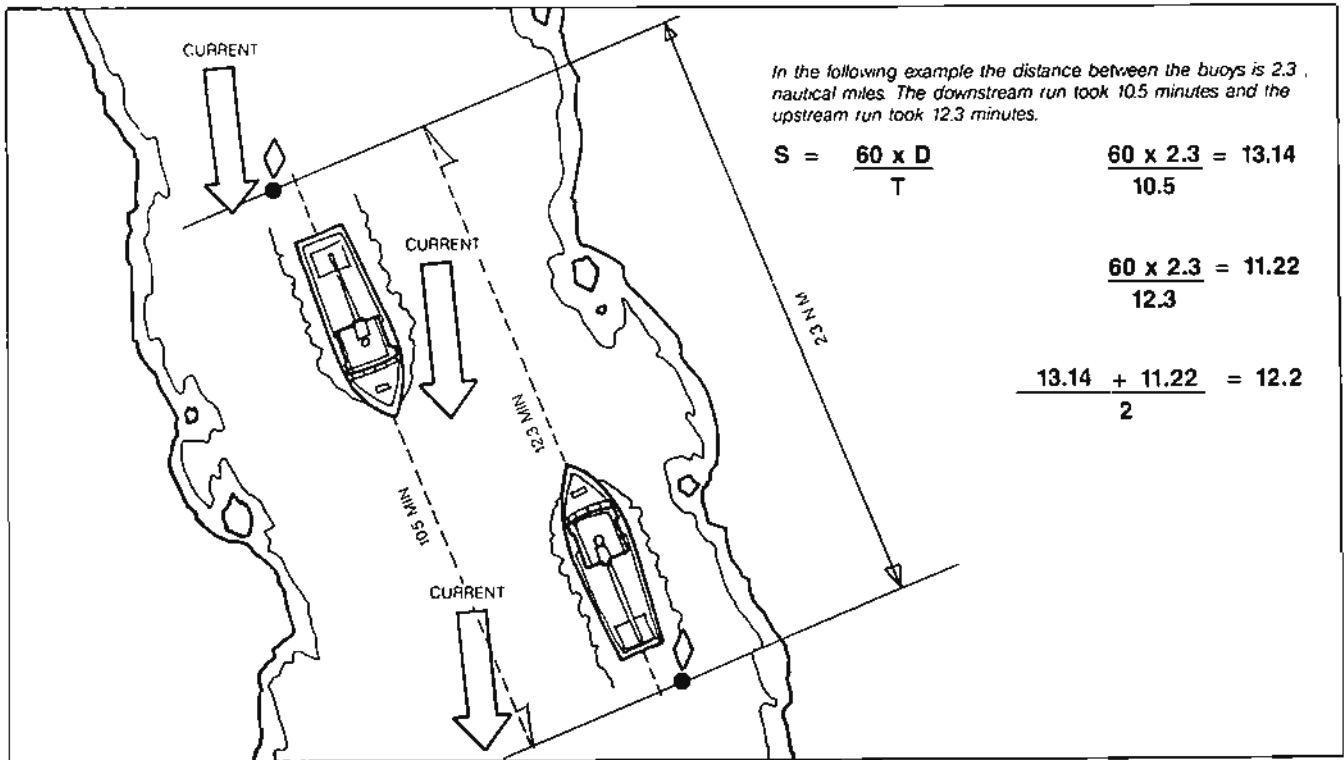 CURRENT
In the following example the distance between the buoys is 2.3 ,
nautical miles. The downstream run took 10.5 minutes and the
upstream run took 12.3 minutes.
S = 60 x D
T
60 x 2.3 = 13.14
10.5
CURRENT
60 x 2.3 = 11.22
12.3
2.3 NM
13.14 + 11.22 = 12.2
2
12.3 MIN
10.5 MIN
CURRENT